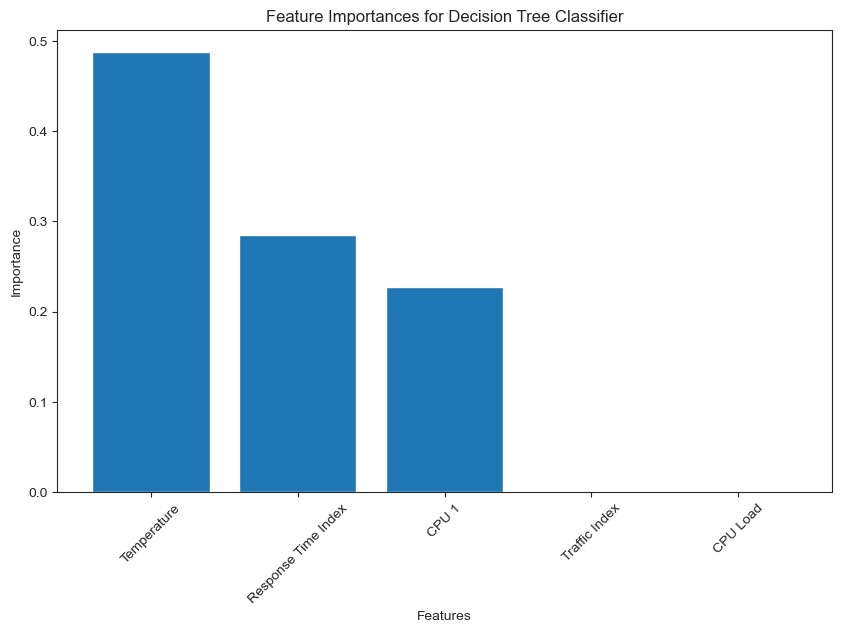 Feature Importances for Decision Tree Classifier
0.5
0.4
0.3
0.2
0.1
0.0
Importance
Temperature
Response Time Index
CPU 1
Traffic Index
CPU Load
Features